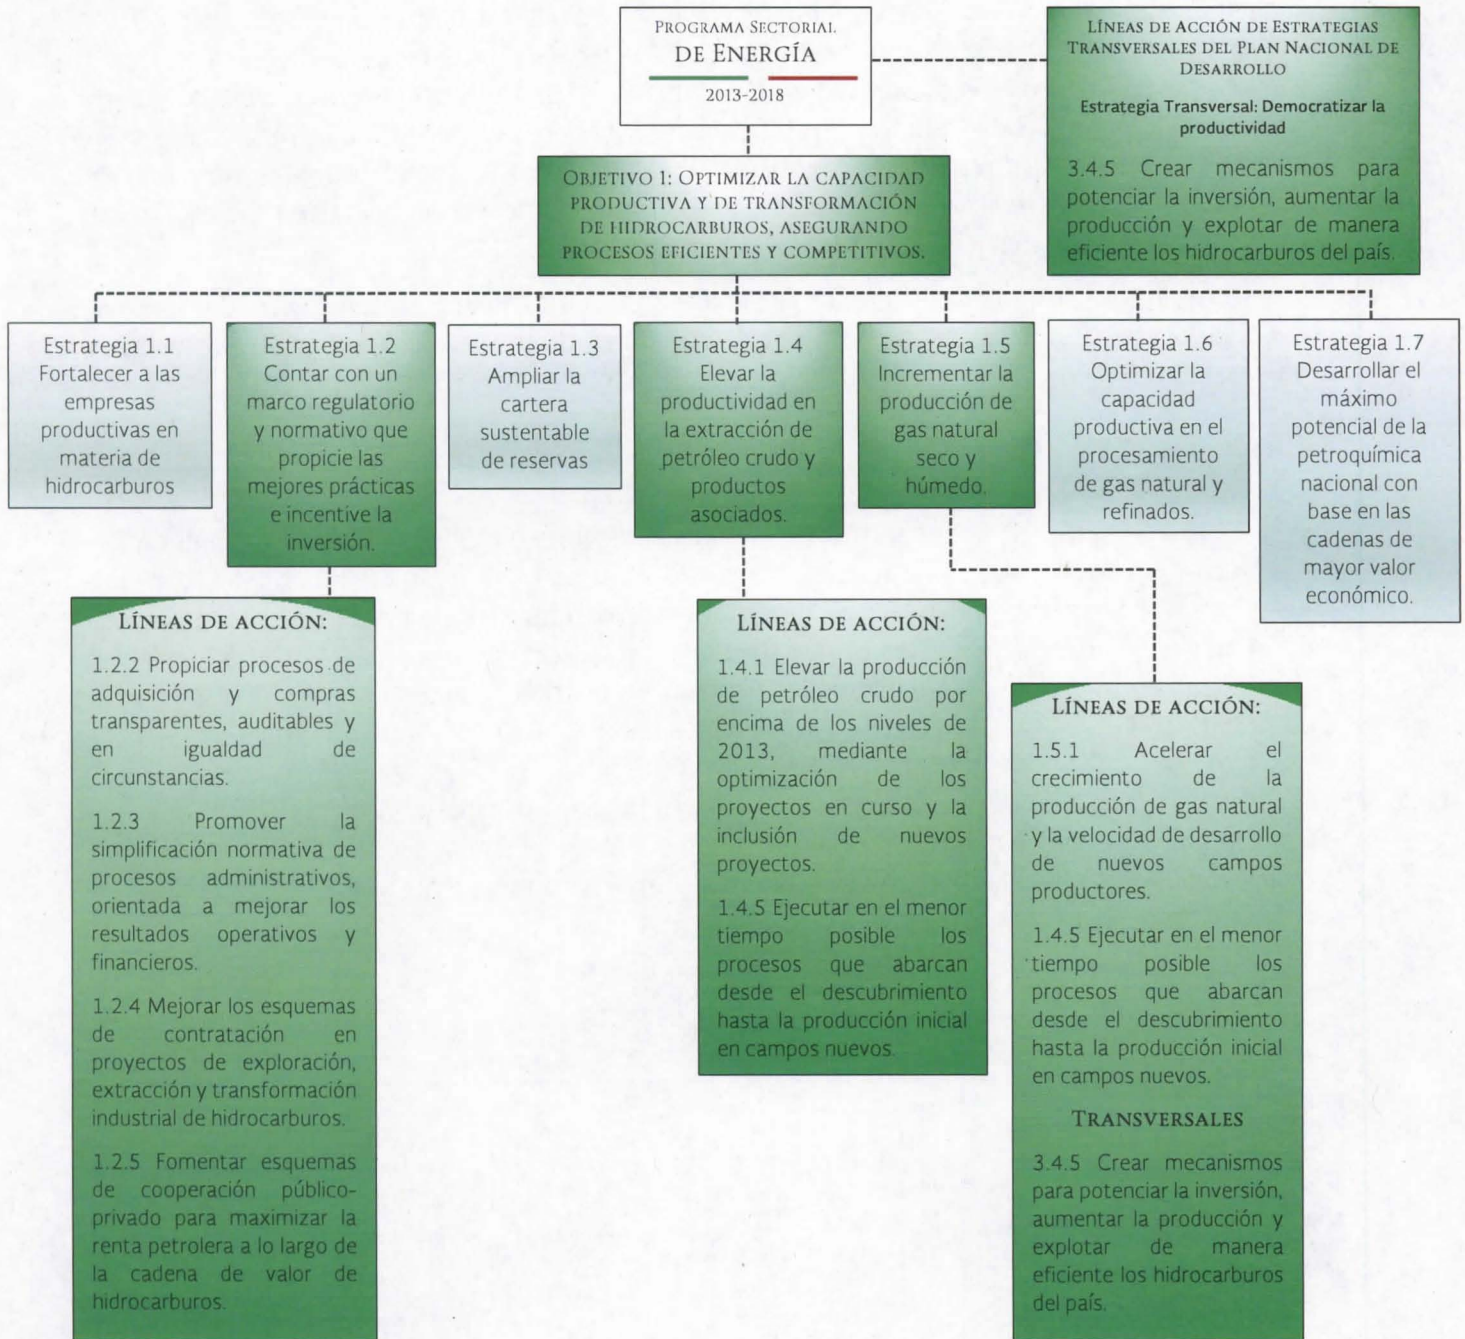 PROGRAMA SECTORIAL
DE ENERGÍA
2013-2018
LÍNEAS DE ACCIÓN DE ESTRATEGIAS
TRANSVERSALES DEL PLAN NACIONAL DE
DESARROLLO
Estrategia Transversal: Democratizar la
productividad
3.4.5 Crear mecanismos para
potenciar la inversión, aumentar la
producción y explotar de manera
eficiente los hidrocarburos del país.
OBJETIVO 1: OPTIMIZAR LA CAPACIDAD
PRODUCTIVA Y DE TRANSFORMACIÓN
DE HIDROCARBUROS, ASEGURANDO
PROCESOS EFICIENTES Y COMPETITIVOS.
Estrategia 1.1
Fortalecer a las
empresas
productivas en
materia de
hidrocarburos
Estrategia 1.2
Contar con un
marco regulatorio
y normativo que
propicie las
mejores prácticas
e incentive la
inversión.
Estrategia 1.3
Ampliar la
cartera
sustentable
de reservas
Estrategia 1.4
Elevar la
productividad en
la extracción de
petróleo crudo y
productos
asociados.
Estrategia 1.5
Incrementar la
producción de
gas natural
seco y
húmedo.
Estrategia 1.6
Optimizar la
capacidad
productiva en el
procesamiento
de gas natural y
refinados.
Estrategia 1.7
Desarrollar el
máximo
potencial de la
petroquímica
nacional con
base en las
cadenas de
mayor valor
económico.
LÍNEAS DE ACCIÓN:
1.2.2 Propiciar procesos de
adquisición y compras
transparentes, auditables y
en igualdad de
circunstancias.
1.2.3 Promover la
simplificación normativa de
procesos administrativos,
orientada a mejorar los
resultados operativos y
financieros.
1.2.4 Mejorar los esquemas
de contratación en
proyectos de exploración,
extracción y transformación
industrial de hidrocarburos.
1.2.5 Fomentar esquemas
de cooperación público-
privado para maximizar la
renta petrolera a lo largo de
la cadena de valor de
hidrocarburos.
LÍNEAS DE ACCIÓN:
1.4.1 Elevar la producción
de petróleo crudo por
encima de los niveles de
2013, mediante la
optimización de los
proyectos en curso y la
inclusión de nuevos
proyectos.
1.4.5 Ejecutar en el menor
tiempo posible los
procesos que abarcan
desde el descubrimiento
hasta la producción inicial
en campos nuevos.
LÍNEAS DE ACCIÓN:
1.5.1 Acelerar el
crecimiento de la
producción de gas natural
y la velocidad de desarrollo
de nuevos campos
productores.
1.4.5 Ejecutar en el menor
tiempo posible los
procesos que abarcan
desde el descubrimiento
hasta la producción inicial
en campos nuevos.
TRANSVERSALES
3.4.5 Crear mecanismos
para potenciar la inversión,
aumentar la producción y
explotar de manera
eficiente los hidrocarburos
del país.